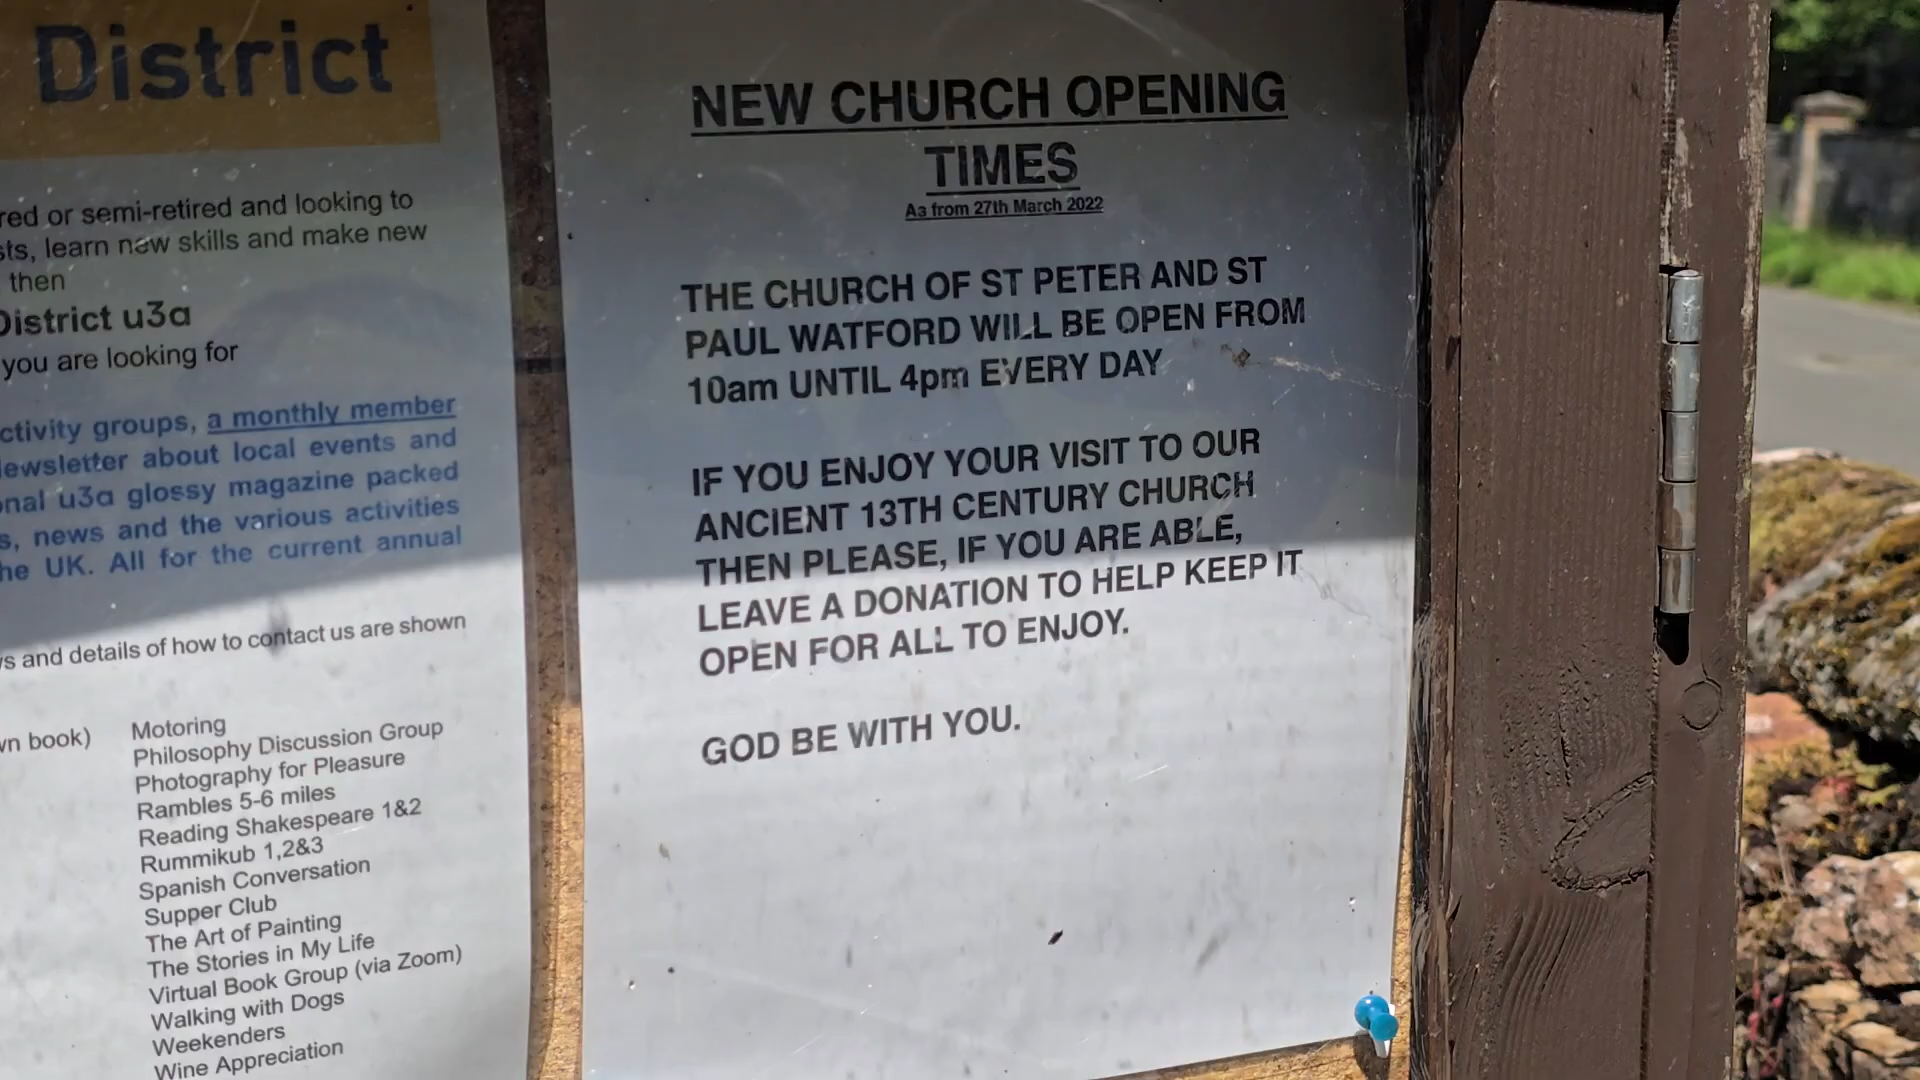 District
red or semi-retired and looking to
sts, learn new skills and make new
then
District u3a
you are looking for
ctivity groups, a monthly member
Newsletter about local events and
onal u3a glossy magazine packed
s, news and the various activities
he UK. All for the current annual
s and details of how to contact us are shown
wn book)
Motoring
Philosophy Discussion Group
Photography for Pleasure
Rambles 5-6 miles
Reading Shakespeare 1&2
Rummikub 1,2&3
Spanish Conversation
Supper Club
The Art of Painting
The Stories in My Life
Virtual Book Group (via Zoom)
Walking with Dogs
Weekenders
Wine Appreciation
NEW CHURCH OPENING
TIMES
As from 27th March 2022
THE CHURCH OF ST PETER AND ST
PAUL WATFORD WILL BE OPEN FROM
10am UNTIL 4pm EVERY DAY
IF YOU ENJOY YOUR VISIT TO OUR
ANCIENT 13TH CENTURY CHURCH
THEN PLEASE, IF YOU ARE ABLE,
LEAVE A DONATION TO HELP KEEP IT
OPEN FOR ALL TO ENJOY.
GOD BE WITH YOU.